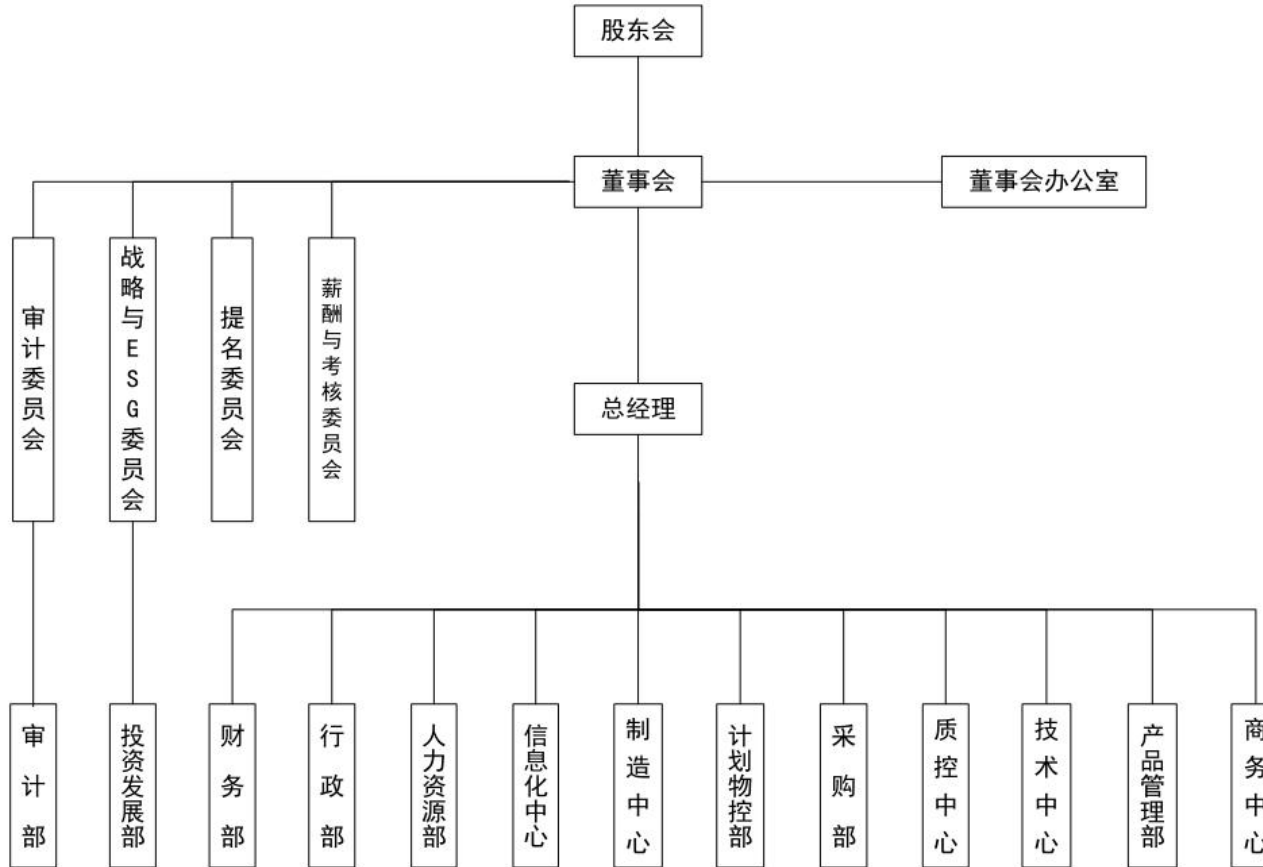 股东会
董事会
董事会办公室
审计委员会
战略与ESG委员会
提名委员会
薪酬与考核委员会
总经理
审计部
投资发展部
财务部
行政部
人力资源部
信息化中心
制造中心
计划物控部
采购部
质控中心
技术中心
产品管理部
商务中心